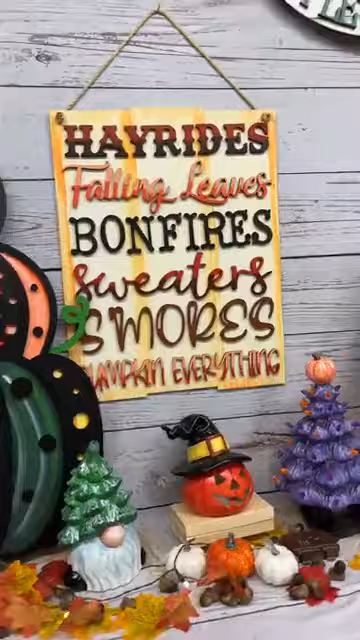 HAYRIDES
Falling Leaves
BONFIRES
Sweaters
S'MORES
PUMPKIN EVERYTHING